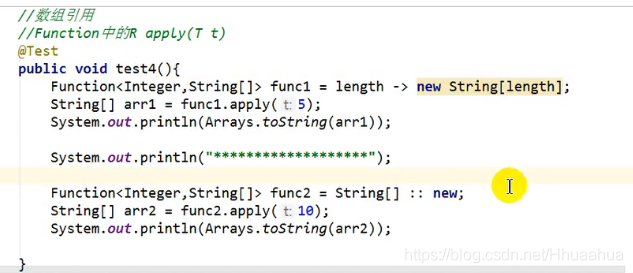 //数组引用
//Function中的R apply(T t)
@Test
public void test4(){
    Function<Integer,String[]> func1 = length -> new String[length];
    String[] arr1 = func1.apply( t: 5);
    System.out.println(Arrays.toString(arr1));
    System.out.println("*******************");
    Function<Integer,String[]> func2 = String[] :: new;
    String[] arr2 = func2.apply( t: 10);
    System.out.println(Arrays.toString(arr2));
}
https://blog.csdn.net/Hhuaahua